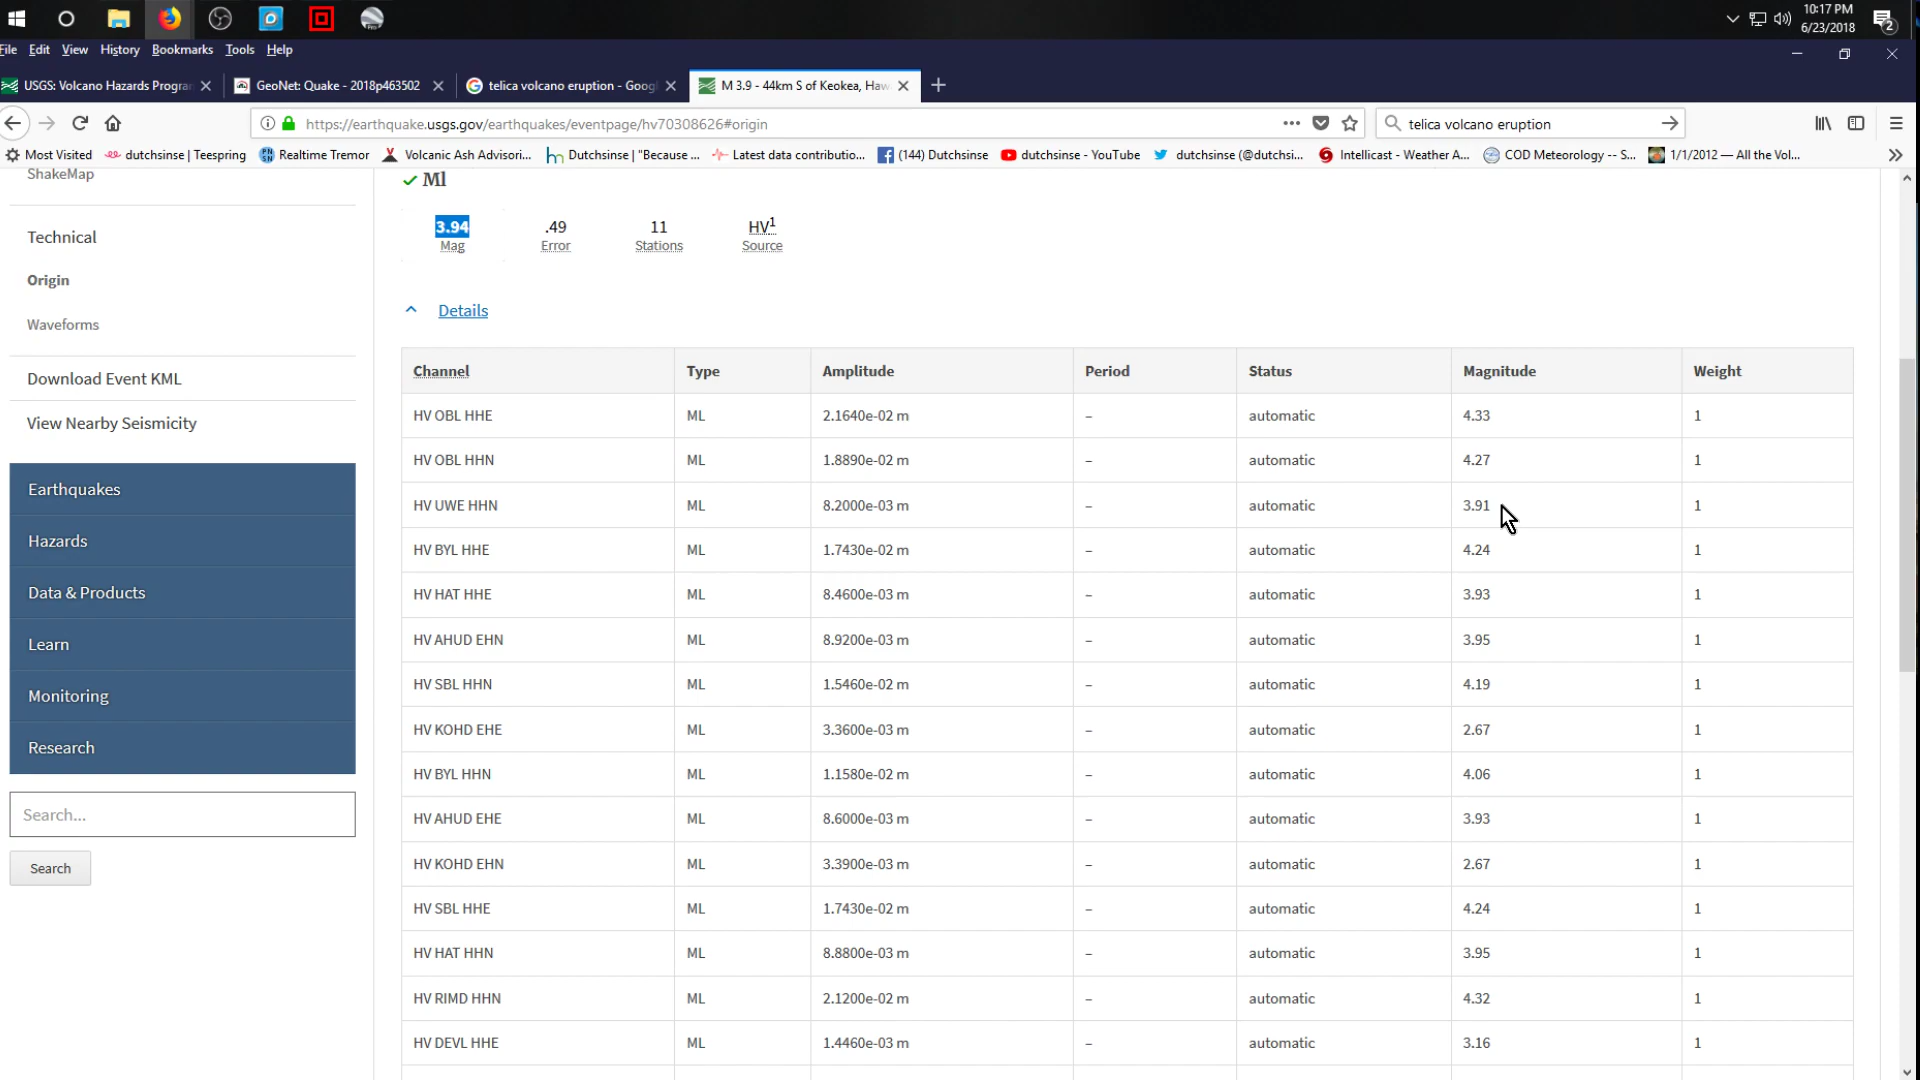 10:17 PM
6/23/2018
2
File Edit View History Bookmarks Tools Help
USGS: Volcano Hazards Progra
GeoNet: Quake - 2018p463502
telica volcano eruption - Goog
M 3.9 - 44km S of Keokea, Haw
https://earthquake.usgs.gov/earthquakes/eventpage/hv70308626#origin
telica volcano eruption
Most Visited dutchsinse | Teespring Realtime Tremor Volcanic Ash Advisori... Dutchsinse | "Because ... Latest data contributio... (144) Dutchsinse dutchsinse - YouTube dutchsinse (@dutchsi... Intellicast - Weather A... COD Meteorology -- S... 1/1/2012 — All the Vol...
ShakeMap
Technical
Origin
Waveforms
Download Event KML
View Nearby Seismicity
Earthquakes
Hazards
Data & Products
Learn
Monitoring
Research
Search...
Search
Ml
3.94 .49 11 HV1
Mag Error Stations Source
Details
Channel Type Amplitude Period Status Magnitude Weight
HV OBL HHE ML 2.1640e-02 m – automatic 4.33 1
HV OBL HHN ML 1.8890e-02 m – automatic 4.27 1
HV UWE HHN ML 8.2000e-03 m – automatic 3.91 1
HV BYL HHE ML 1.7430e-02 m – automatic 4.24 1
HV HAT HHE ML 8.4600e-03 m – automatic 3.93 1
HV AHUD EHN ML 8.9200e-03 m – automatic 3.95 1
HV SBL HHN ML 1.5460e-02 m – automatic 4.19 1
HV KOHD EHE ML 3.3600e-03 m – automatic 2.67 1
HV BYL HHN ML 1.1580e-02 m – automatic 4.06 1
HV AHUD EHE ML 8.6000e-03 m – automatic 3.93 1
HV KOHD EHN ML 3.3900e-03 m – automatic 2.67 1
HV SBL HHE ML 1.7430e-02 m – automatic 4.24 1
HV HAT HHN ML 8.8800e-03 m – automatic 3.95 1
HV RIMD HHN ML 2.1200e-02 m – automatic 4.32 1
HV DEVL HHE ML 1.4460e-03 m – automatic 3.16 1